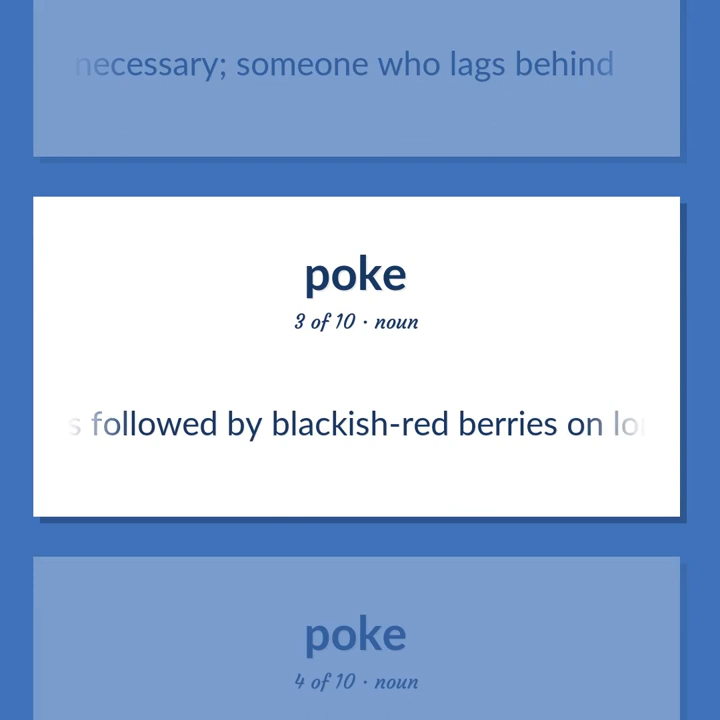 necessary; someone who lags behind
poke
3 of 10 · noun
followed by blackish-red berries on
poke
4 of 10 · noun